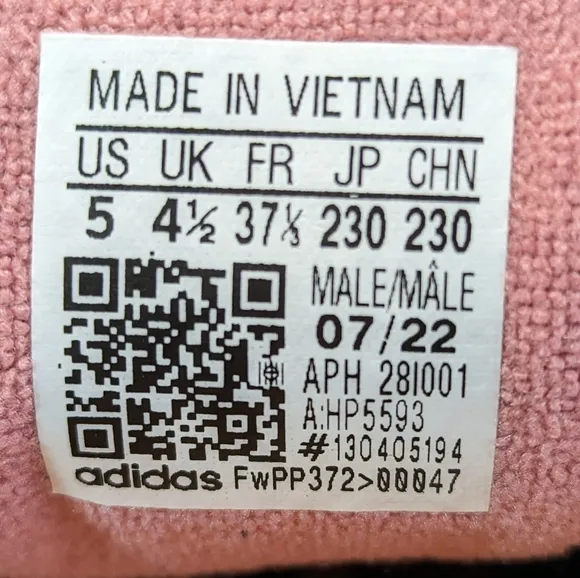 MADE IN VIETNAM
US UK FR JP CHN
5 4½ 37⅓ 230 230
MALE/MÂLE
07/22
APH 28I001
A:HP5593
#130405194
adidas FwPP372>00047